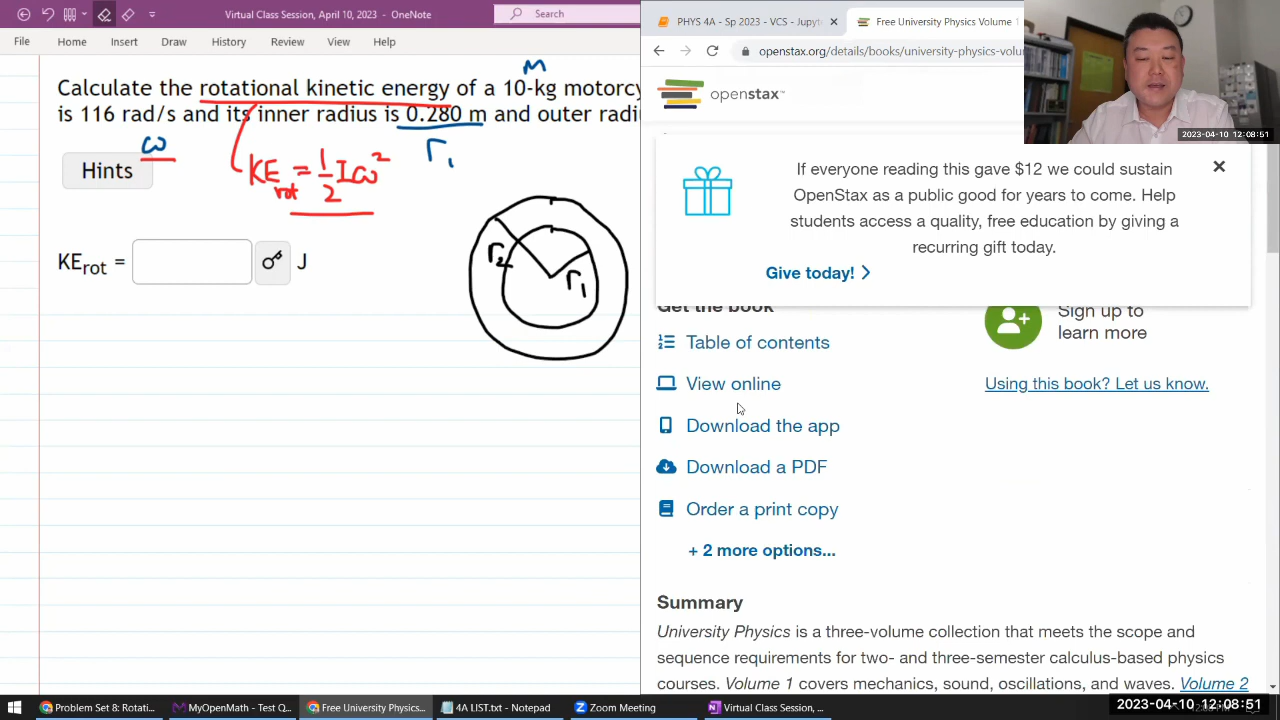 Virtual Class Session, April 10, 2023 - OneNote
Search
File
Home
Insert
Draw
History
Review
View
Help
Calculate the rotational kinetic energy of a 10-kg motorcy
is 116 rad/s and its inner radius is 0.280 m and outer radi
M
ω
r₁
Hints
KE rot = 1/2 Iω²
KErot =
J
r₂
r₁
PHYS 4A - Sp 2023 - VCS - Jupyt
Free University Physics Volume 1
openstax.org/details/books/university-physics-volu
openstax™
If everyone reading this gave $12 we could sustain
OpenStax as a public good for years to come. Help
students access a quality, free education by giving a
recurring gift today.
Give today!
Get the book
Table of contents
View online
Download the app
Download a PDF
Order a print copy
+ 2 more options...
Sign up to
learn more
Using this book? Let us know.
Summary
University Physics is a three-volume collection that meets the scope and
sequence requirements for two- and three-semester calculus-based physics
courses. Volume 1 covers mechanics, sound, oscillations, and waves. Volume 2
2023-04-10 12:08:51
Problem Set 8: Rotati...
MyOpenMath - Test Q...
Free University Physics...
4A LIST.txt - Notepad
Zoom Meeting
Virtual Class Session, ...
2023-04-10 12:08:51